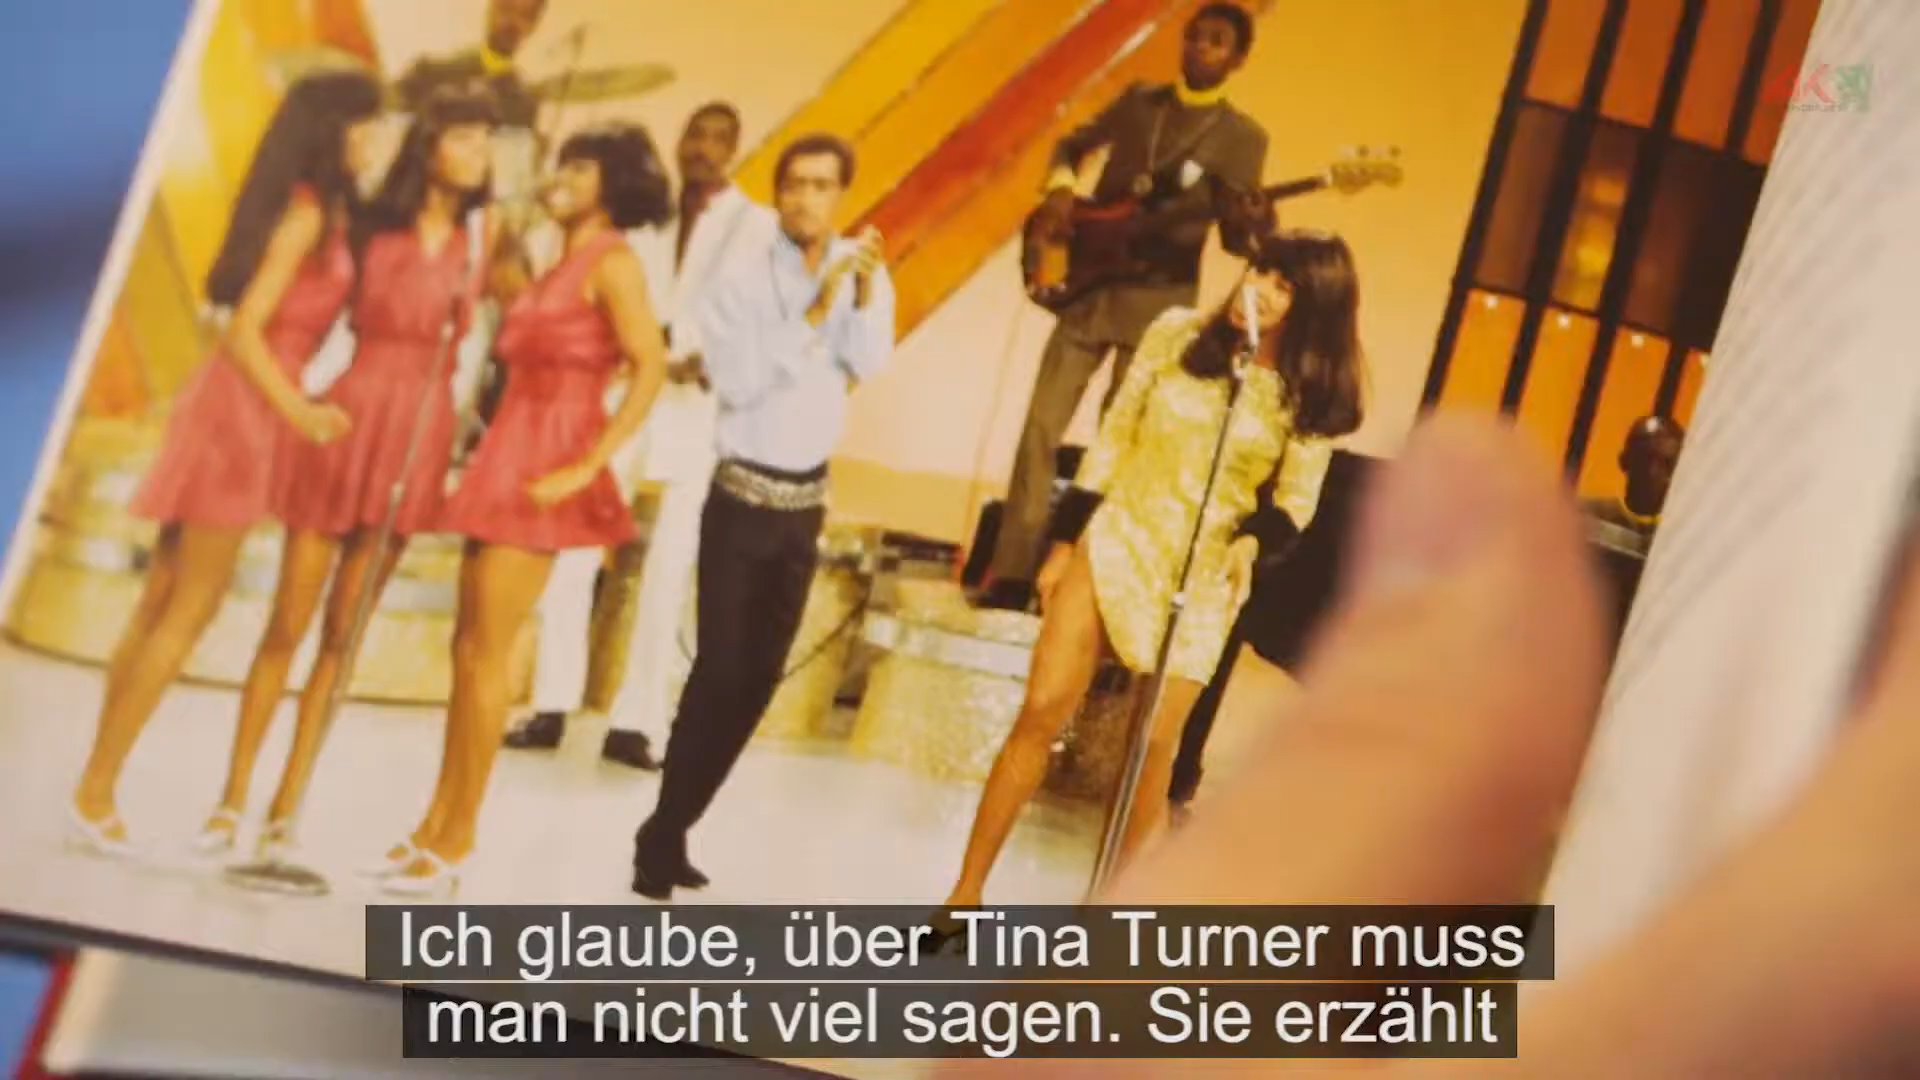 Ich glaube, über Tina Turner muss
man nicht viel sagen. Sie erzählt